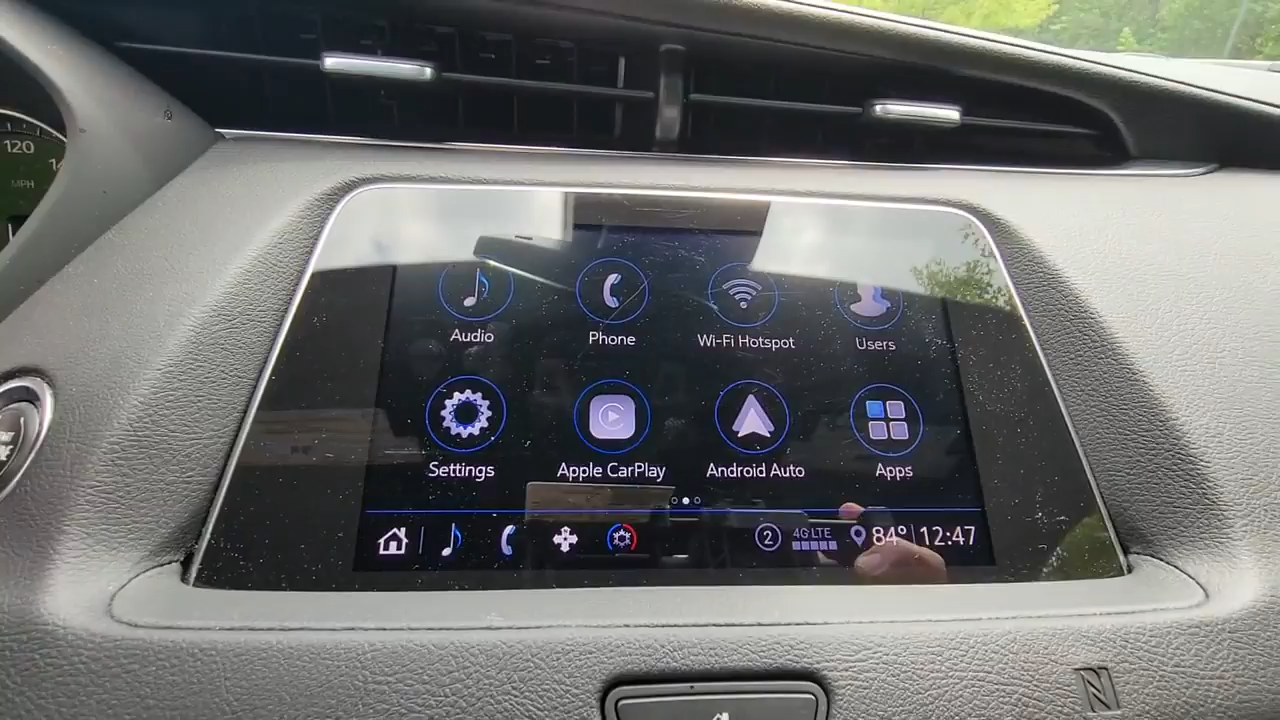 120
MPH
Audio
Phone
Wi-Fi Hotspot
Users
Settings
Apple CarPlay
Android Auto
Apps
2
4G LTE
84°
12:47